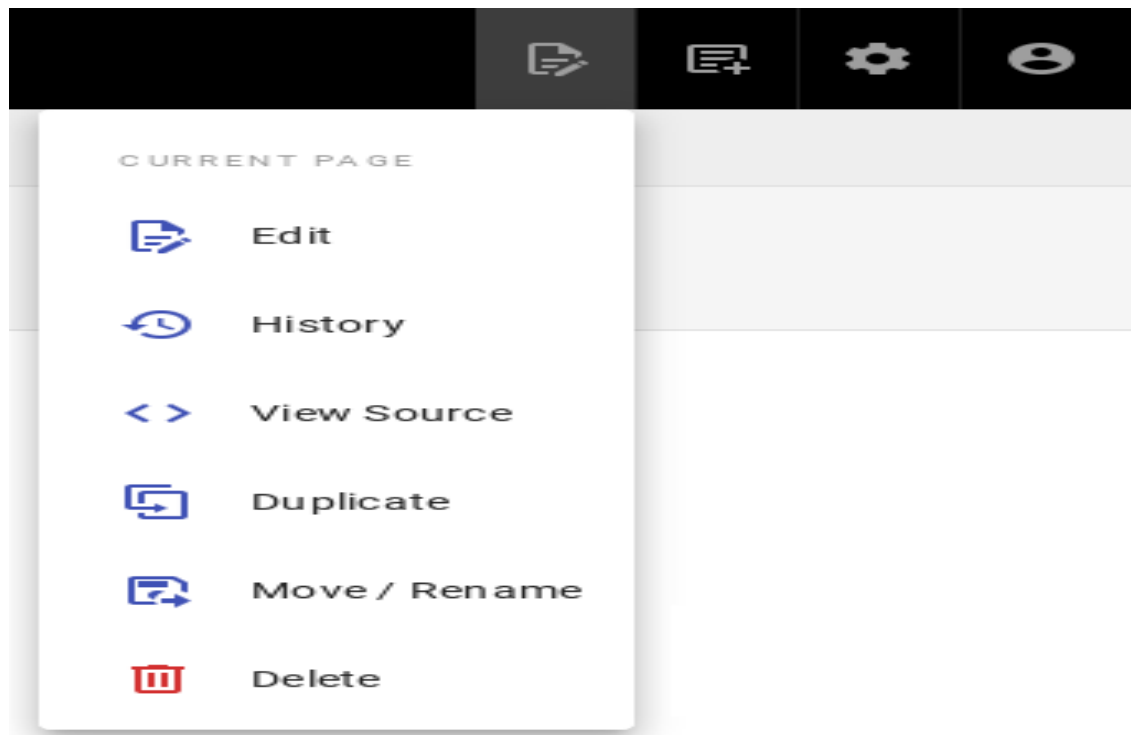 CURRENT PAGE
Edit
History
View Source
Duplicate
Move / Rename
Delete